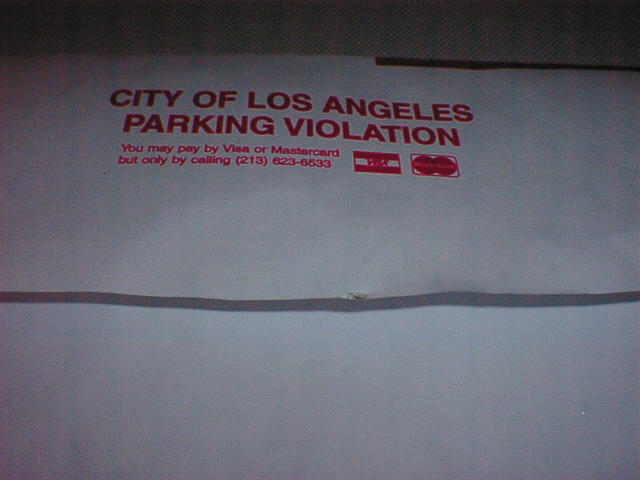 CITY OF LOS ANGELES
PARKING VIOLATION
You may pay by Visa or Mastercard
but only by calling (213) 623-6533
VISA